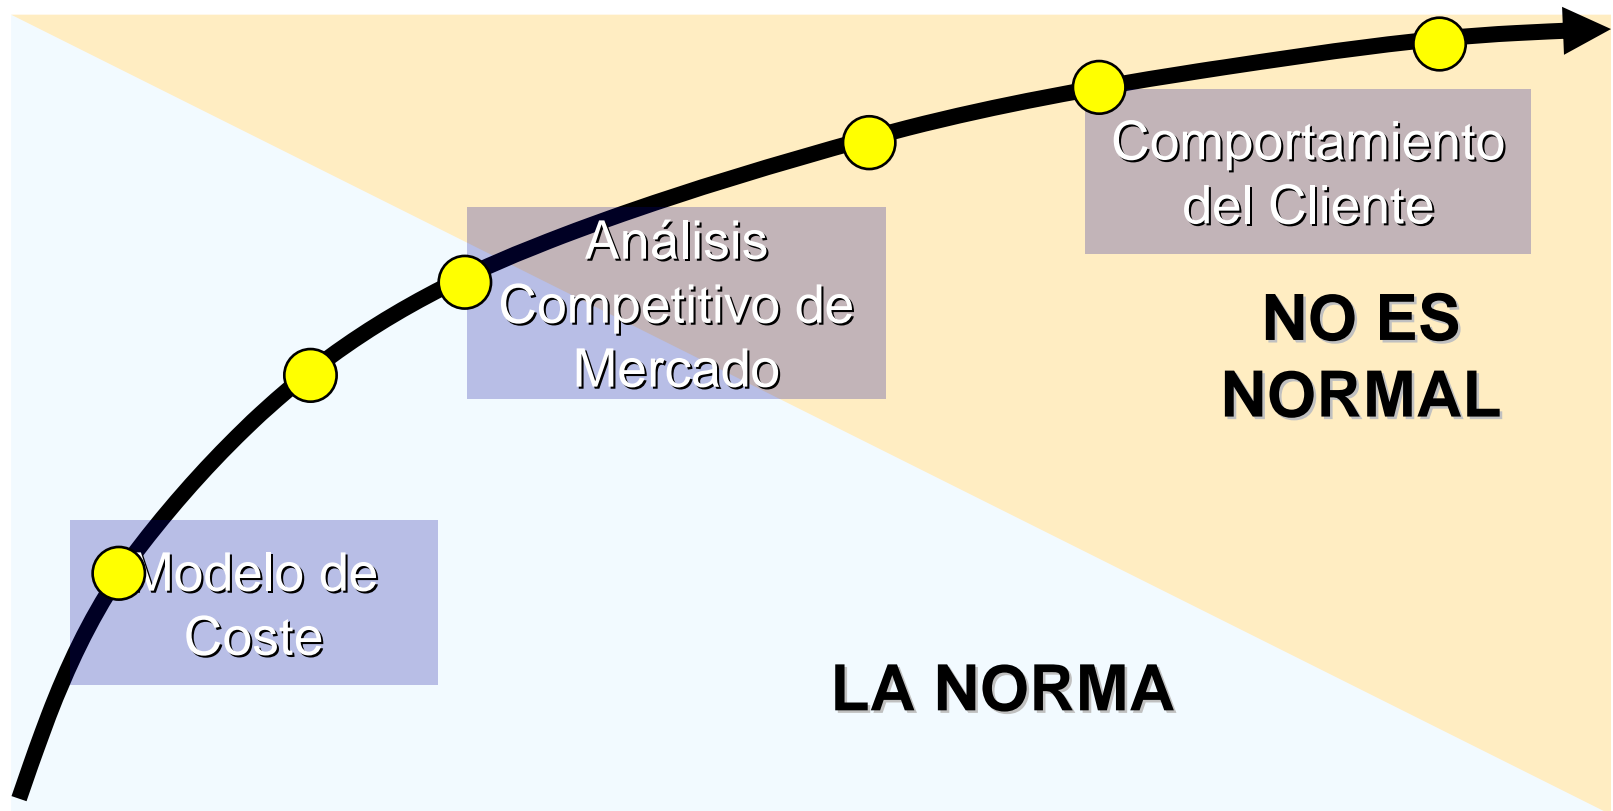 Comportamiento
del Cliente
Análisis
Competitivo de
Mercado
NO ES
NORMAL
Modelo de
Coste
LA NORMA